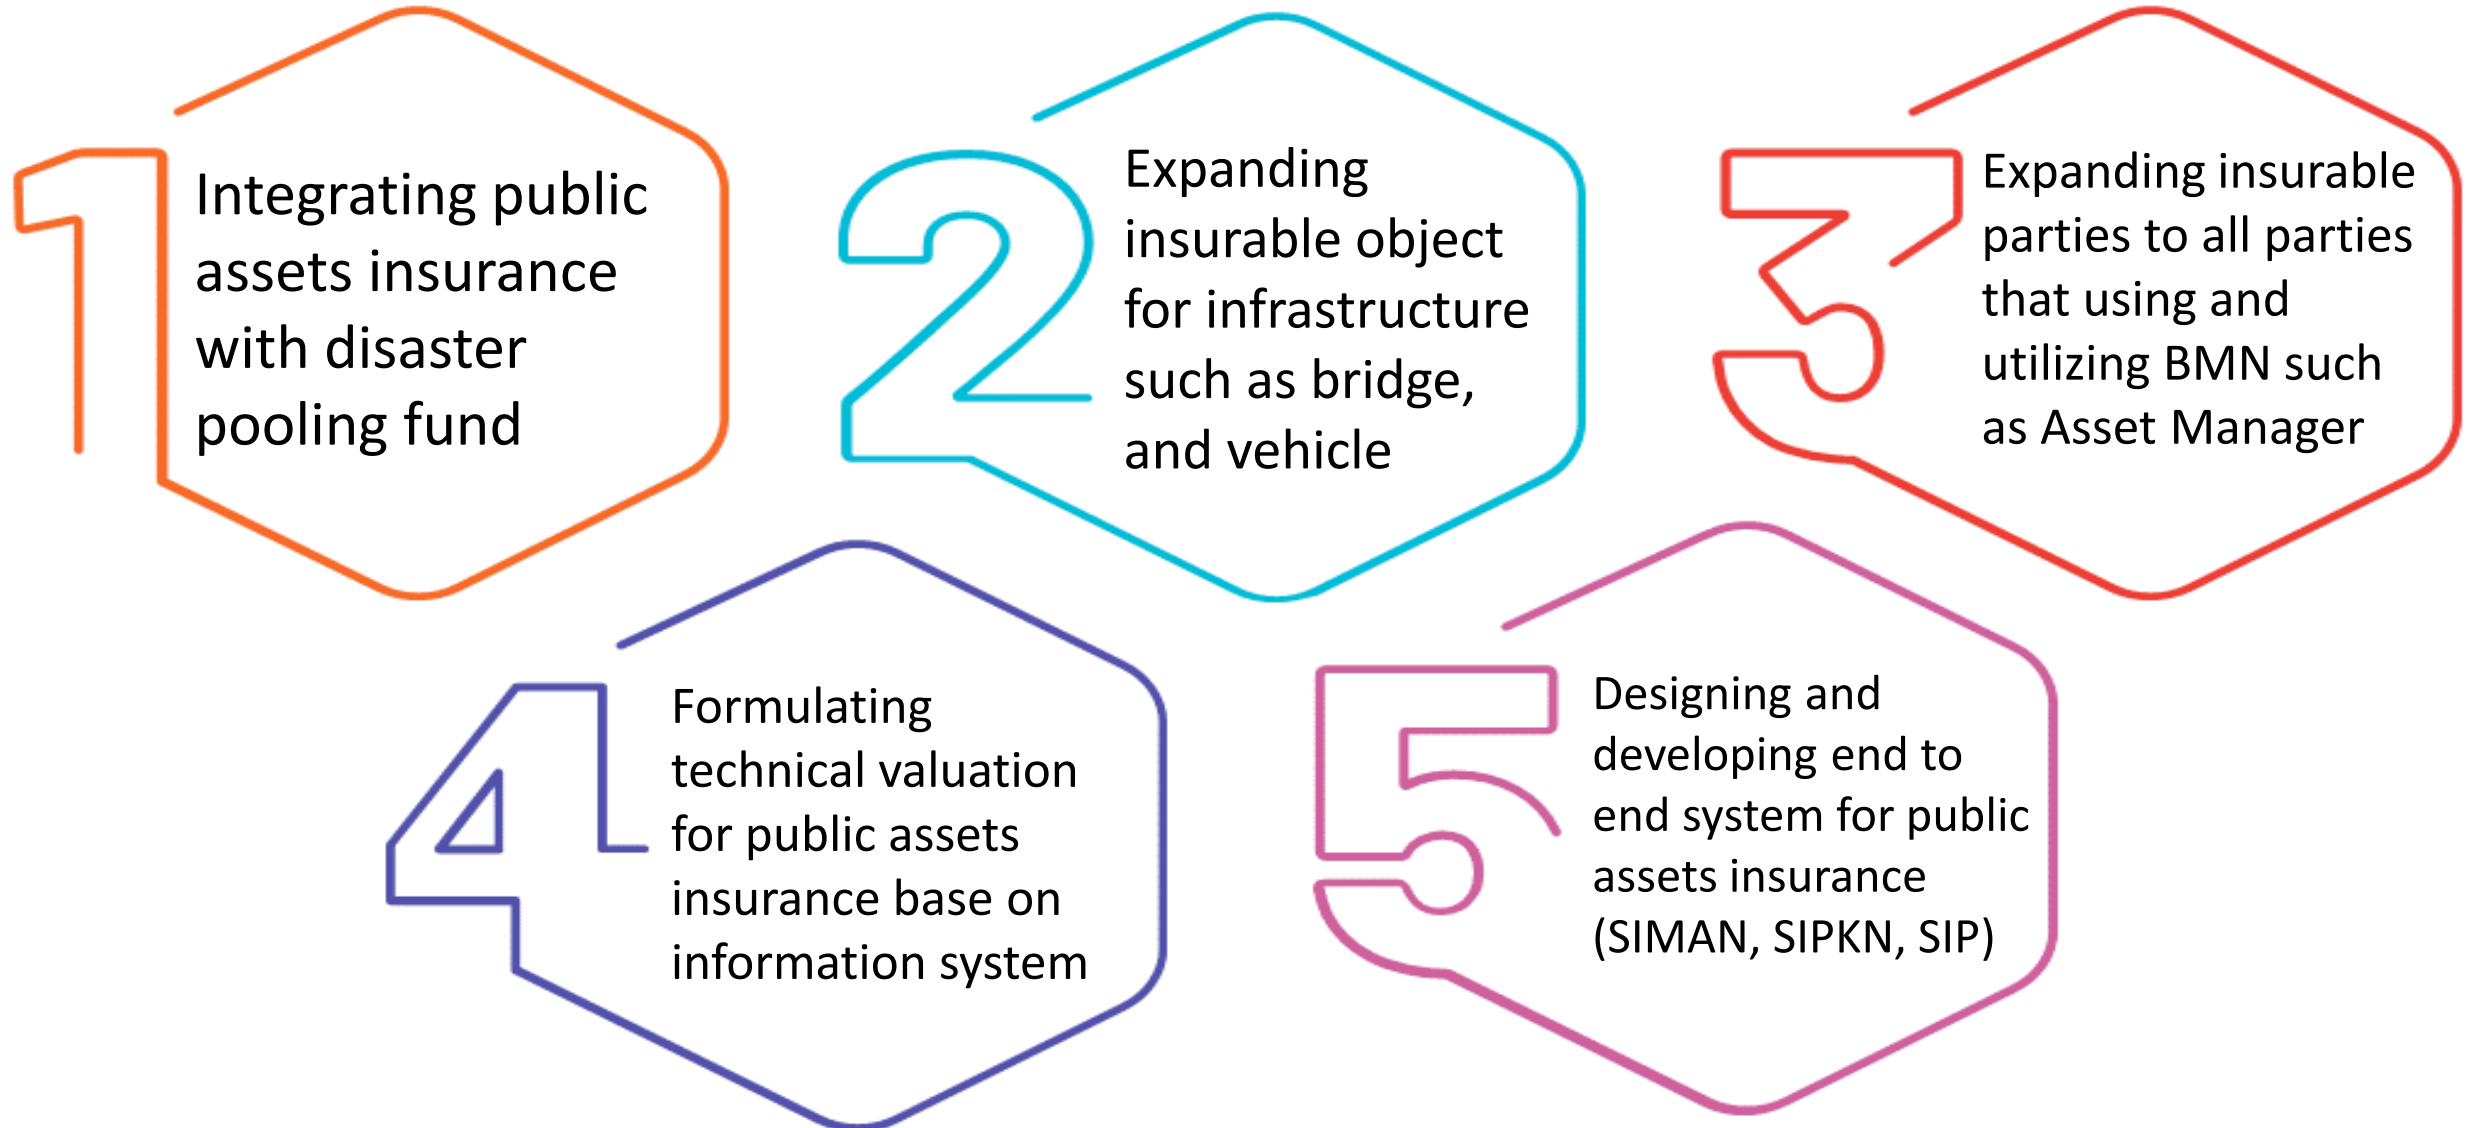 1
Integrating public
assets insurance
with disaster
pooling fund
2
Expanding
insurable object
for infrastructure
such as bridge,
and vehicle
3
Expanding insurable
parties to all parties
that using and
utilizing BMN such
as Asset Manager
4
Formulating
technical valuation
for public assets
insurance base on
information system
5
Designing and
developing end to
end system for public
assets insurance
(SIMAN, SIPKN, SIP)